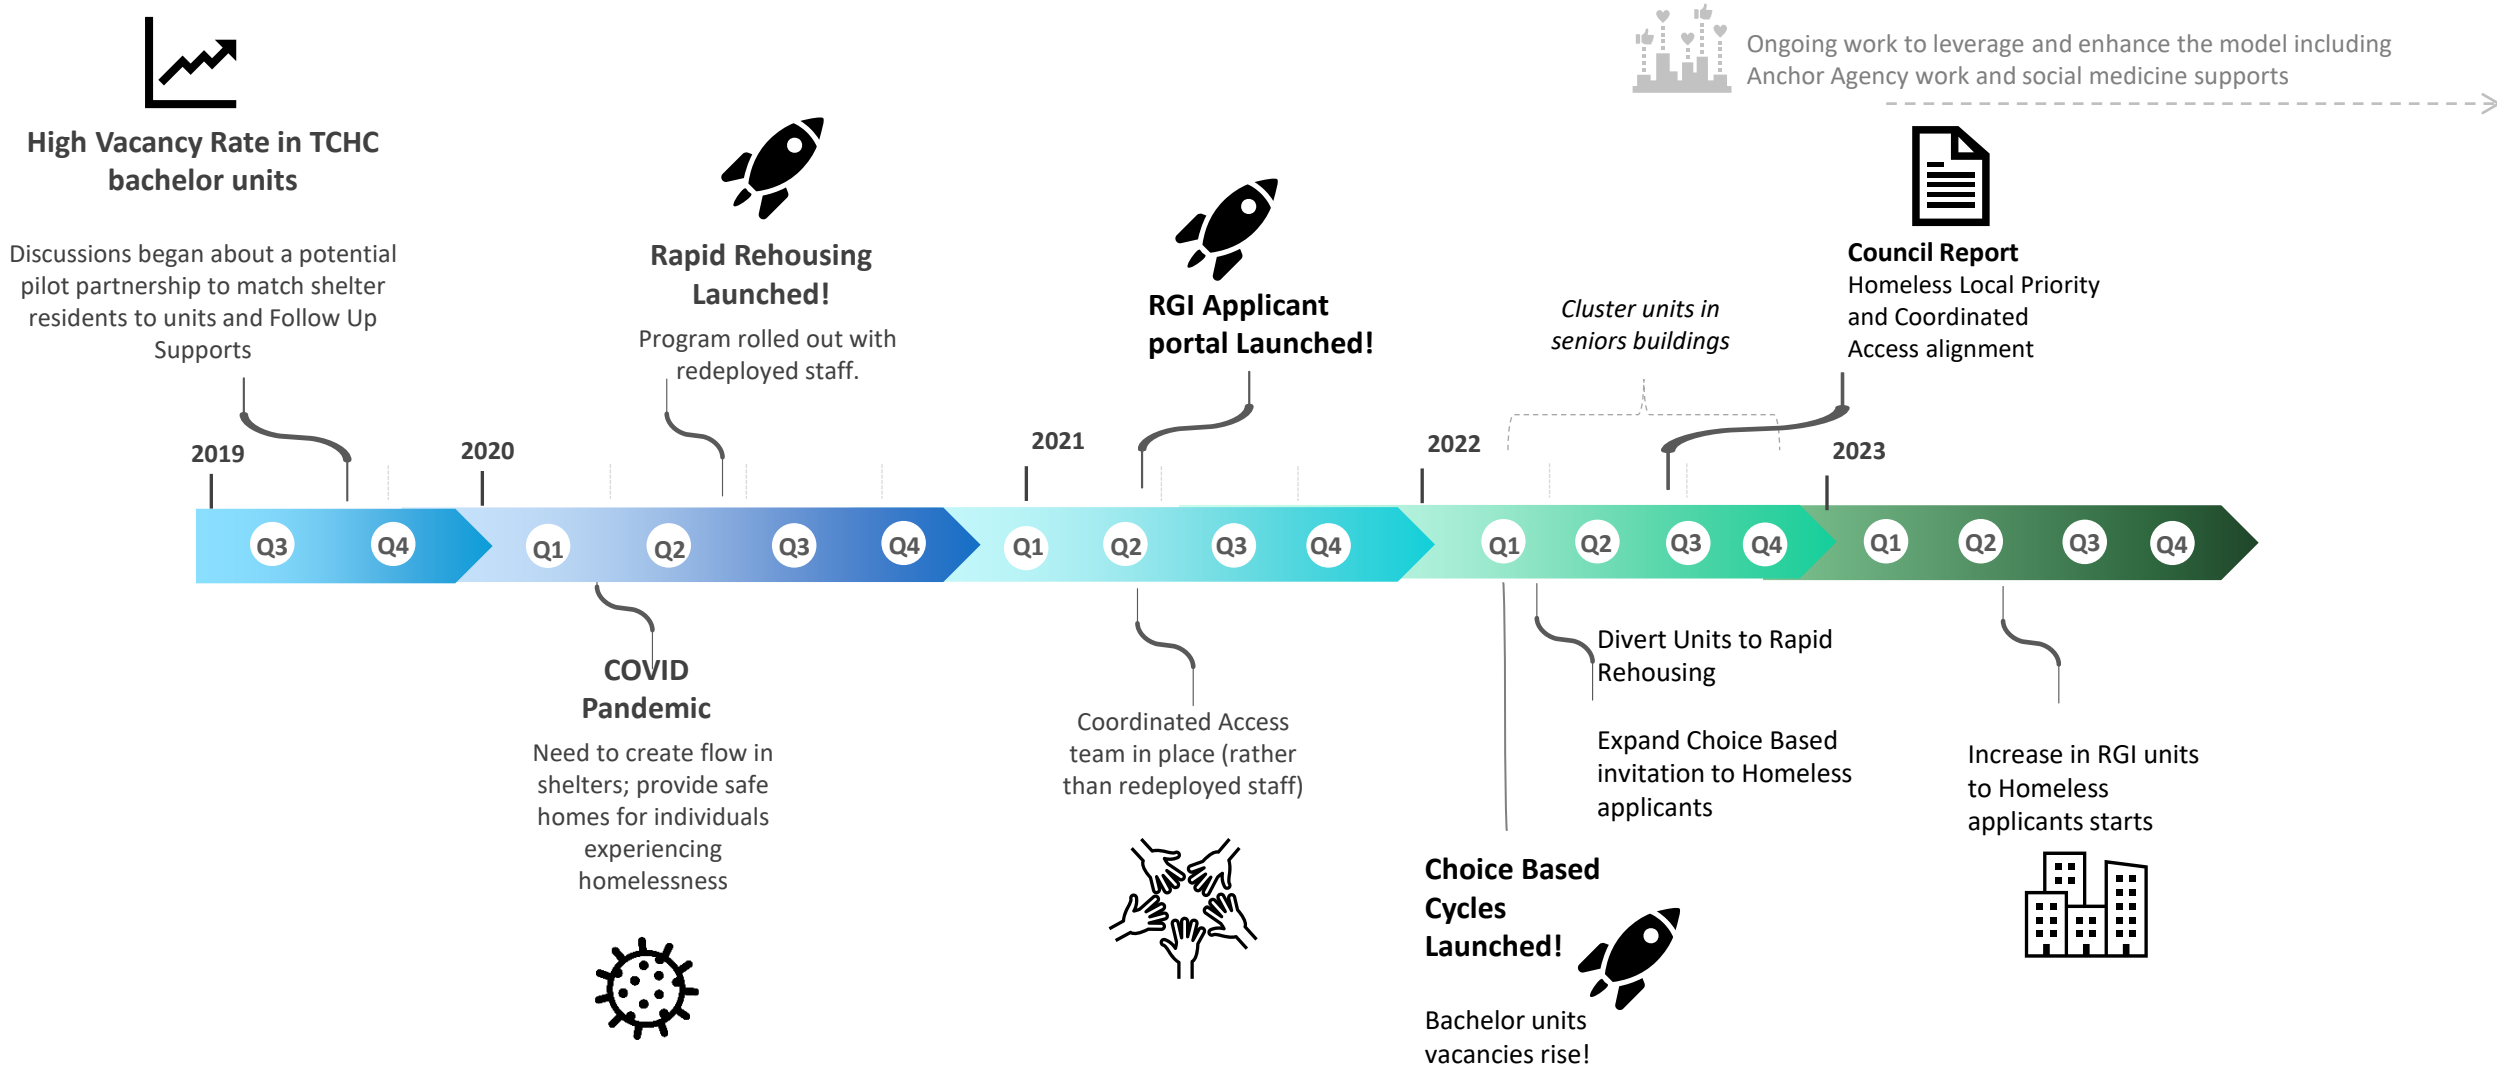 Ongoing work to leverage and enhance the model including
Anchor Agency work and social medicine supports
High Vacancy Rate in TCHC
bachelor units
Discussions began about a potential
pilot partnership to match shelter
residents to units and Follow Up
Supports
Rapid Rehousing
Launched!
Program rolled out with
redeployed staff.
RGI Applicant
portal Launched!
Cluster units in
seniors buildings
Council Report
Homeless Local Priority
and Coordinated
Access alignment
2019
2020
2021
2022
2023
Q3
Q4
Q1
Q2
Q3
Q4
Q1
Q2
Q3
Q4
Q1
Q2
Q3
Q4
Q1
Q2
Q3
Q4
COVID
Pandemic
Need to create flow in
shelters; provide safe
homes for individuals
experiencing
homelessness
Coordinated Access
team in place (rather
than redeployed staff)
Choice Based
Cycles
Launched!
Bachelor units
vacancies rise!
Divert Units to Rapid
Rehousing
Expand Choice Based
invitation to Homeless
applicants
Increase in RGI units
to Homeless
applicants starts